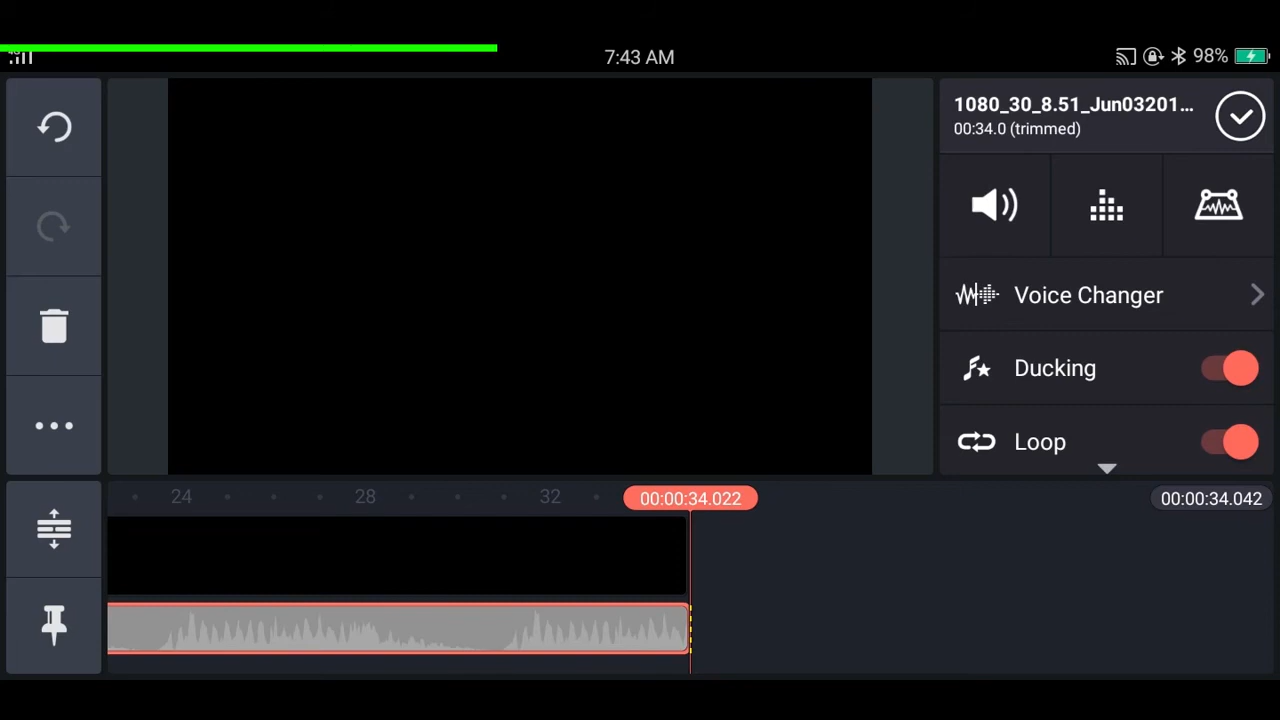 7:43 AM
98%
1080_30_8.51_Jun03201...
00:34.0 (trimmed)
Voice Changer
Ducking
Loop
24
28
32
00:00:34.022
00:00:34.042